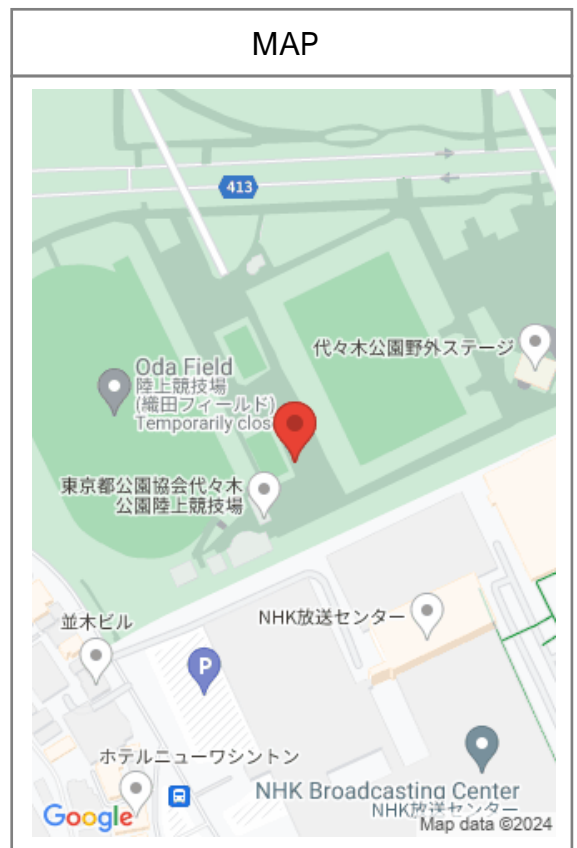 MAP
413
代々木公園野外ステージ
Oda Field
陸上競技場
(織田フィールド)
Temporarily clos
東京都公園協会代々木
公園陸上競技場
NHK放送センター
並木ビル
P
ホテルニューワシントン
NHK Broadcasting Center
NHK放送センター
Google
Map data ©2024